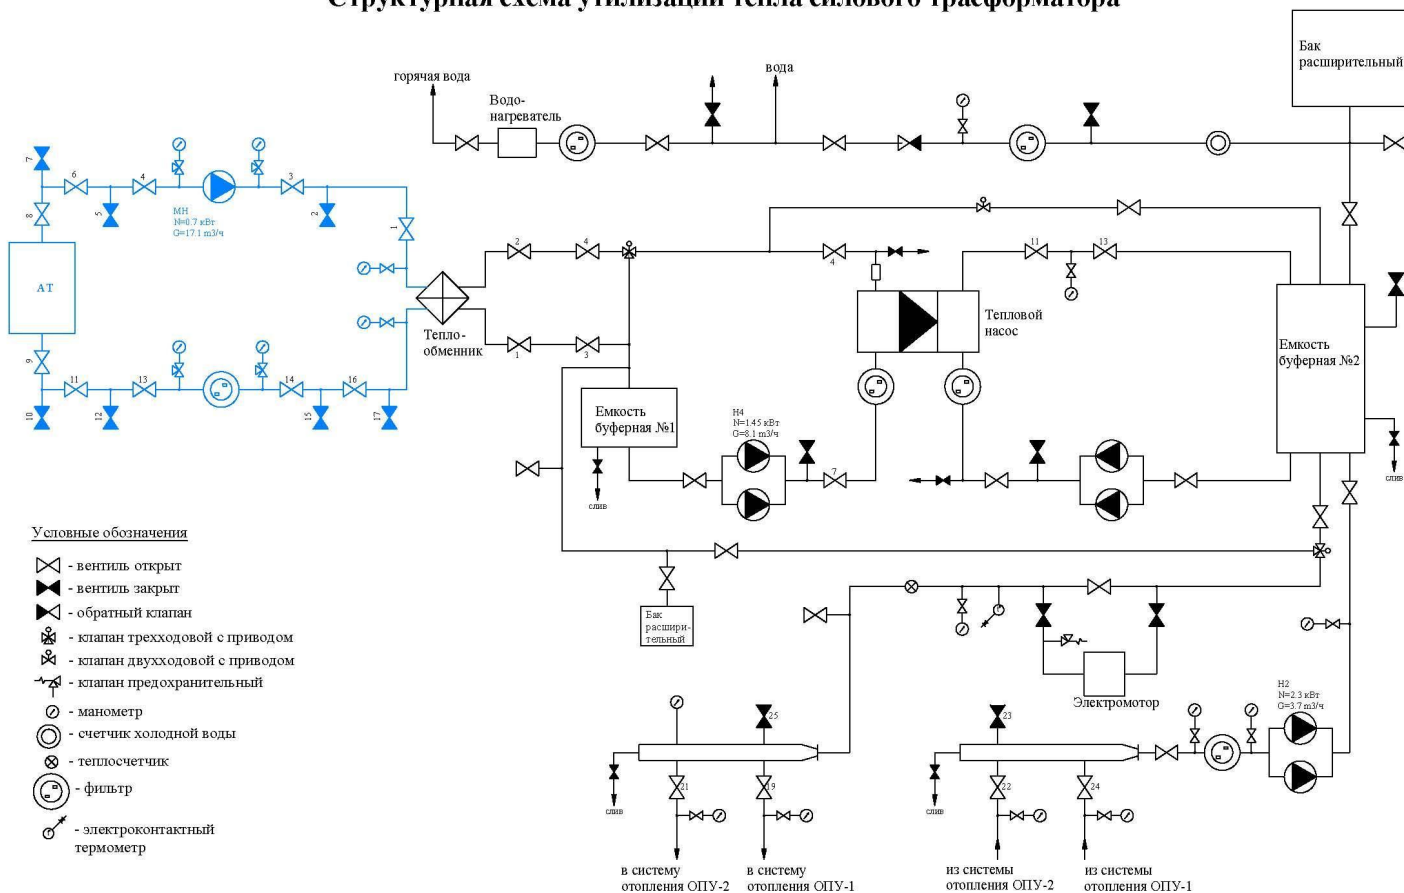 Структурная схема утилизации тепла силового трасформатора
Бак
расширительный
горячая вода
вода
Водо-
нагреватель
7
6
4
3
8
5
2
1
МН
N=0.7 кВт
G=17.1 m3/ч
АТ
2
4
4
11
13
Тепло-
обменник
Тепловой
насос
Емкость
буферная №2
1
3
9
11
13
14
16
10
12
15
17
Емкость
буферная №1
Н4
N=1.45 кВт
G=8.1 m3/ч
7
слив
слив
Условные обозначения
- вентиль открыт
- вентиль закрыт
- обратный клапан
- клапан трехходовой с приводом
- клапан двухходовой с приводом
- клапан предохранительный
- манометр
- счетчик холодной воды
- теплосчетчик
- фильтр
- электроконтактный
термометр
Бак
расшири-
тельный
Электромотор
Н2
N=2.3 кВт
G=3.7 m3/ч
25
23
21
19
22
24
слив
слив
в систему
отопления ОПУ-2
в систему
отопления ОПУ-1
из системы
отопления ОПУ-2
из системы
отопления ОПУ-1